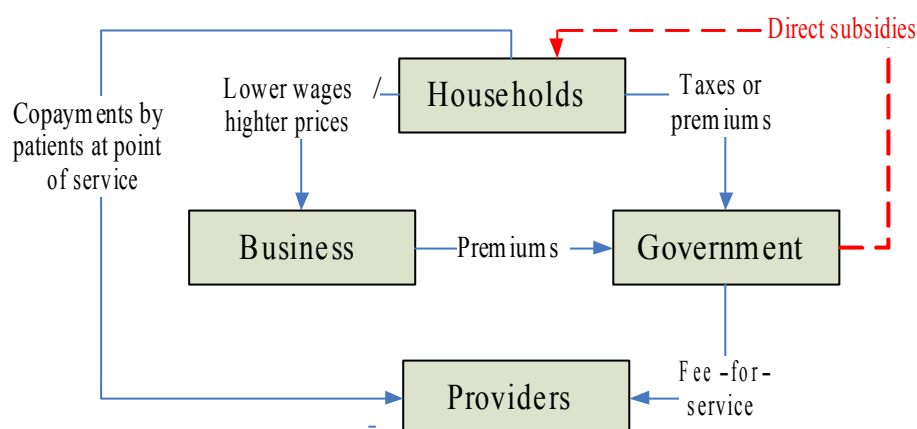 Direct subsidies
Households
Lower wages /
highter prices
Taxes or
premiums
Copayments by
patients at point
of service
Business
Premiums
Government
Fee-for-
service
Providers